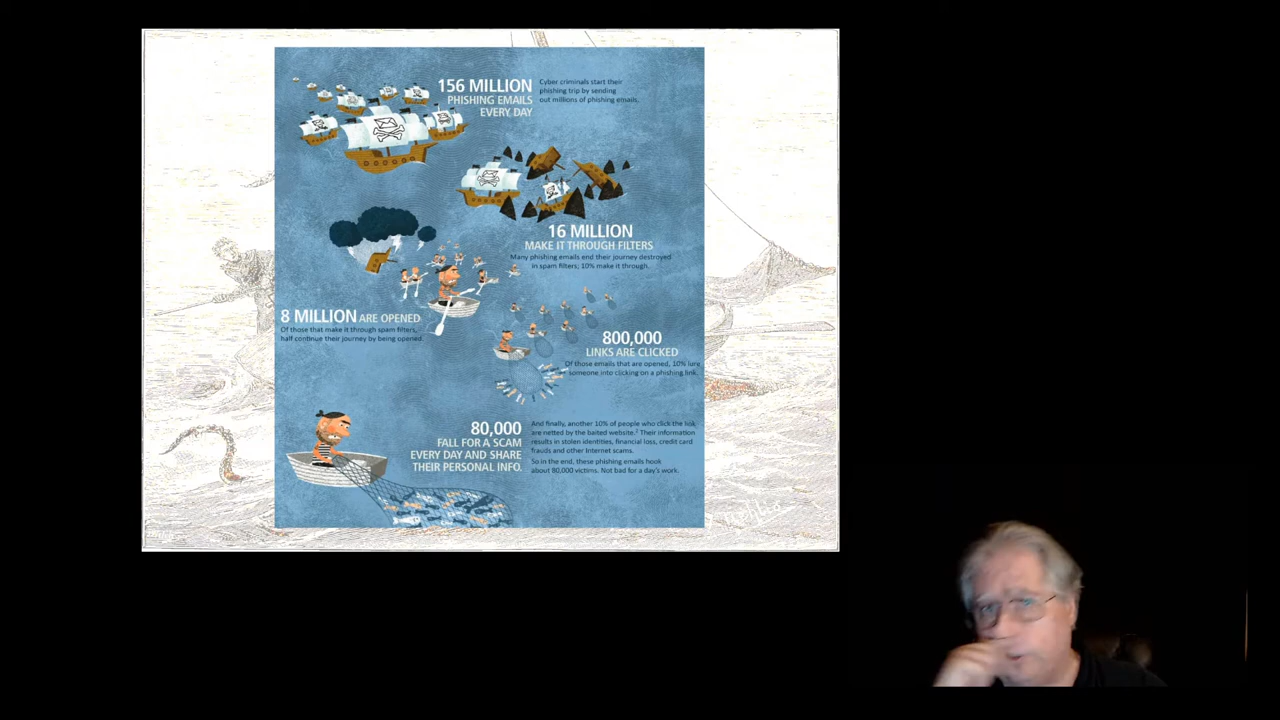 156 MILLION
PHISHING EMAILS
EVERY DAY
Cyber criminals start their
phishing trip by sending
out millions of phishing emails.
16 MILLION
MAKE IT THROUGH FILTERS
Many phishing emails end their journey destroyed
in spam filters; 10% make it through.
8 MILLION ARE OPENED
Of those that make it through spam filters,
half continue their journey by being opened.
800,000
LINKS ARE CLICKED
Of those emails that are opened, 10% lure
someone into clicking on a phishing link.
80,000
FALL FOR A SCAM
EVERY DAY AND SHARE
THEIR PERSONAL INFO.
And finally, another 10% of people who click the link
are netted by the baited website.² Their information
results in stolen identities, financial loss, credit card
frauds and other Internet scams.
So in the end, these phishing emails hook
about 80,000 victims. Not bad for a day's work.